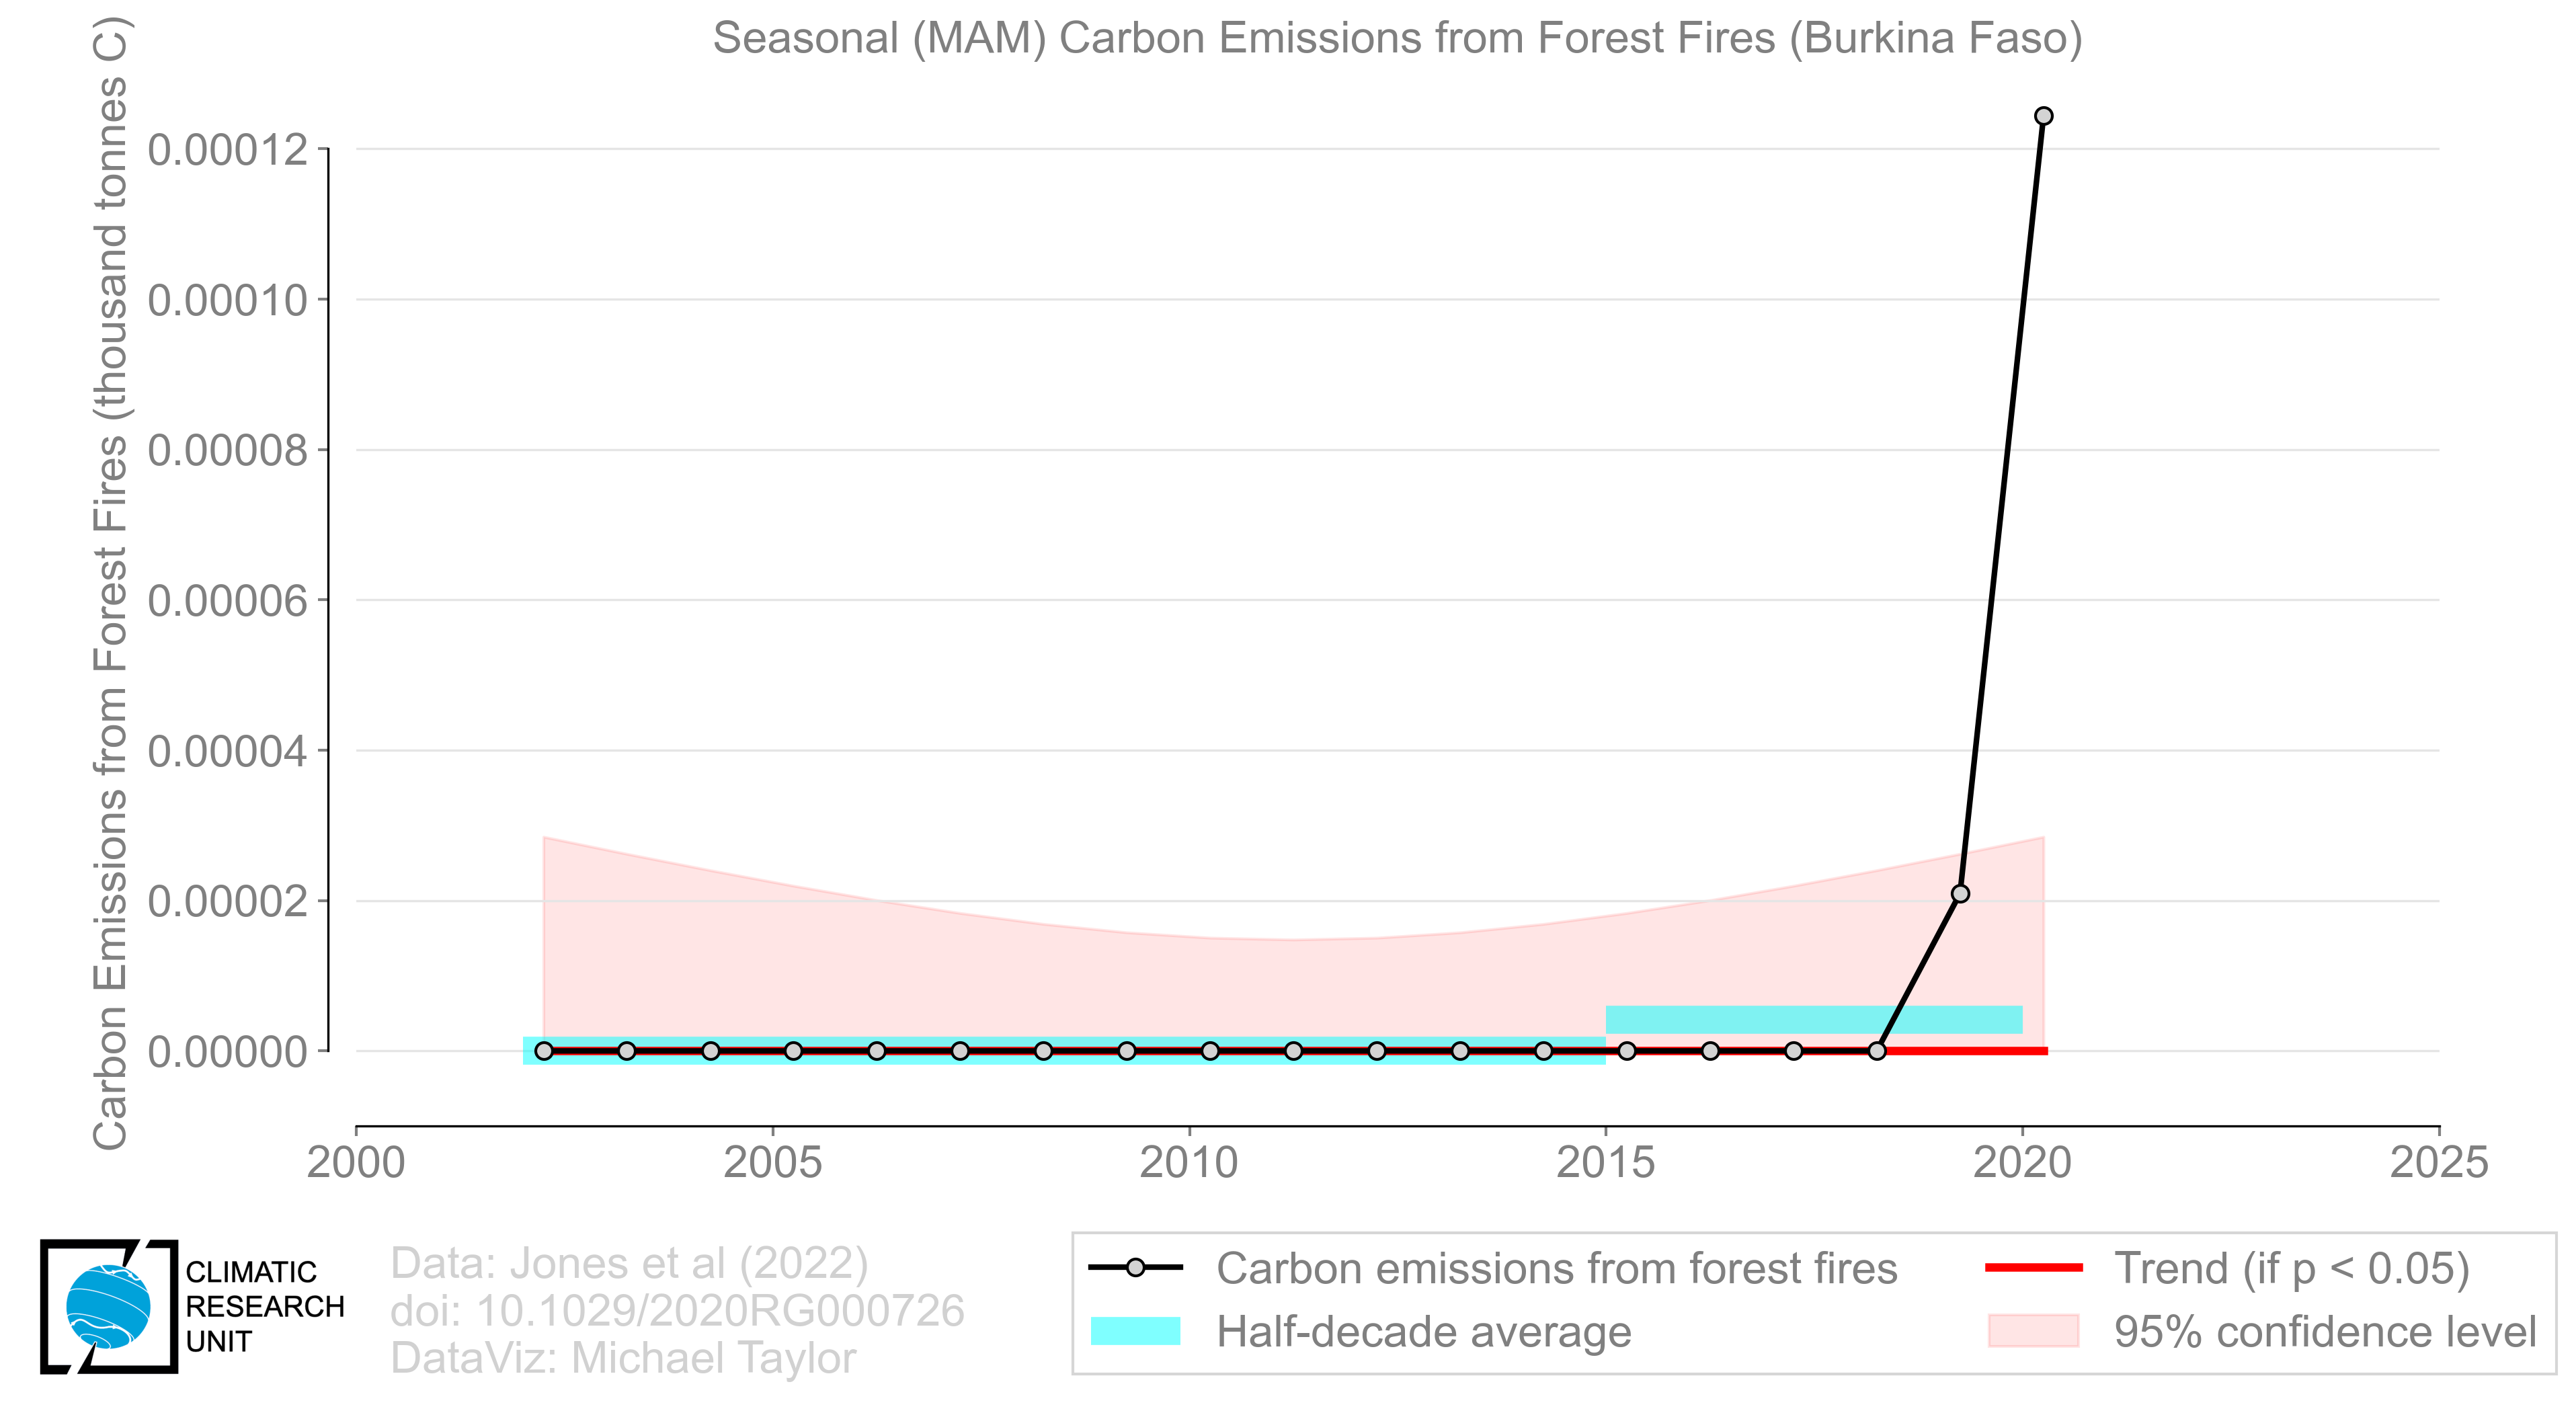 Seasonal (MAM) Carbon Emissions from Forest Fires (Burkina Faso)
Carbon Emissions from Forest Fires (thousand tonnes C)
0.00012
0.00010
0.00008
0.00006
0.00004
0.00002
0.00000
2000 2005 2010 2015 2020 2025
CLIMATIC
RESEARCH
UNIT
Data: Jones et al (2022)
doi: 10.1029/2020RG000726
DataViz: Michael Taylor
Carbon emissions from forest fires
Half-decade average
Trend (if p < 0.05)
95% confidence level